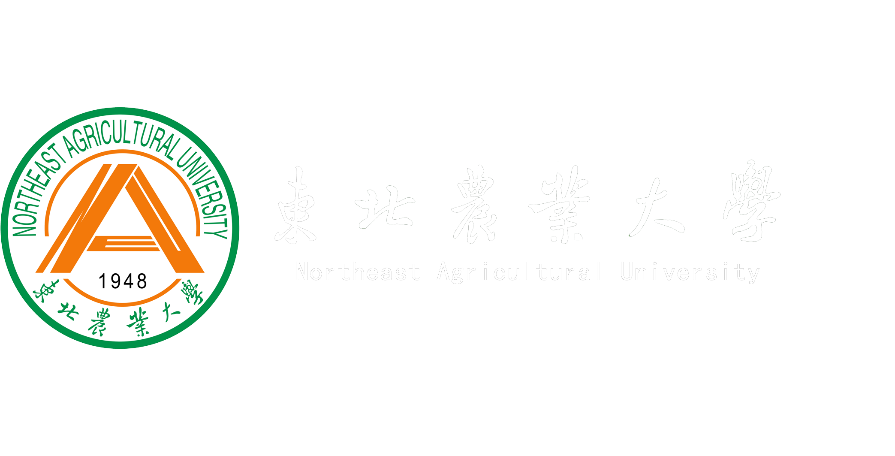 NORTHEAST AGRICULTURAL UNIVERSITY
1948
東北農業大學
東北農業大學
Northeast Agricultural University